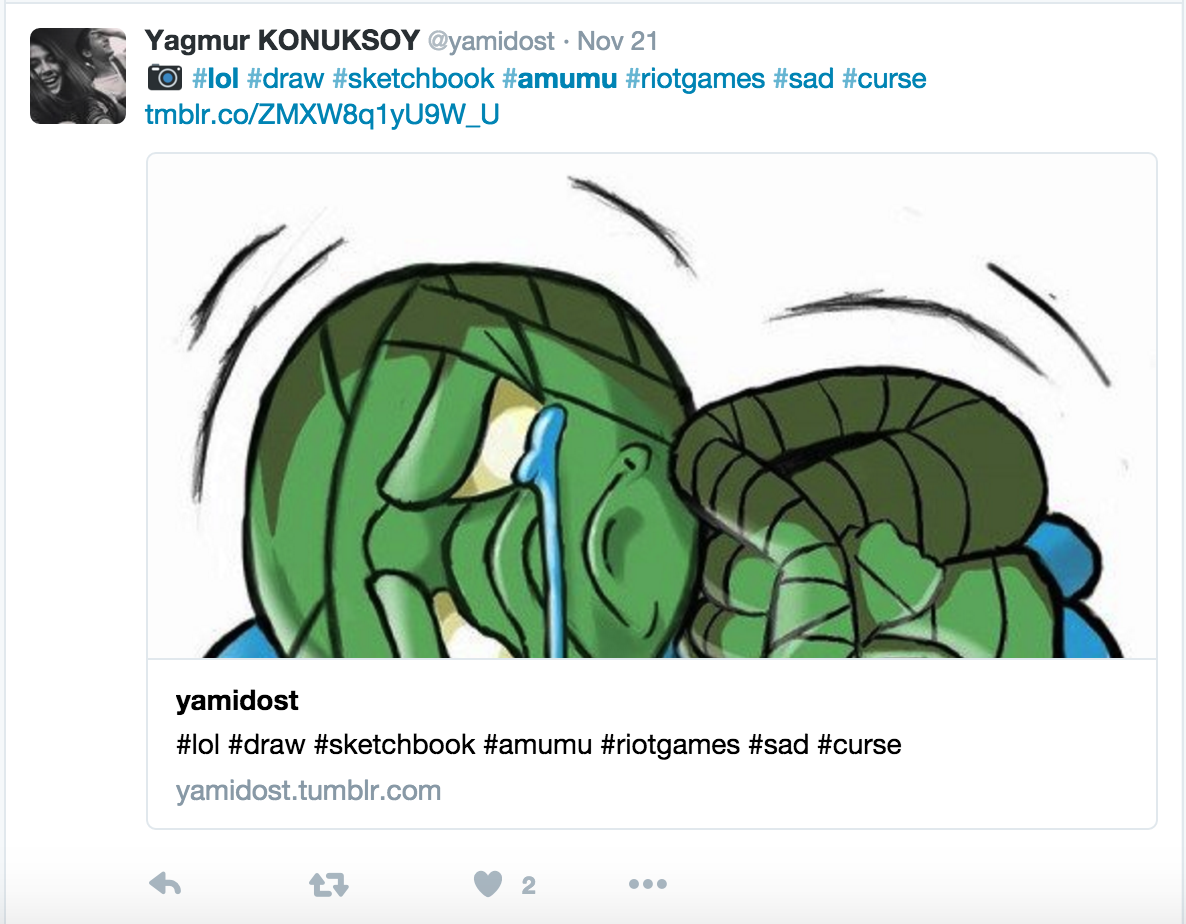 Yagmur KONUKSOY @yamidost · Nov 21
#lol #draw #sketchbook #amumu #riotgames #sad #curse
tmblr.co/ZMXW8q1yU9W_U
yamidost
#lol #draw #sketchbook #amumu #riotgames #sad #curse
yamidost.tumblr.com
2